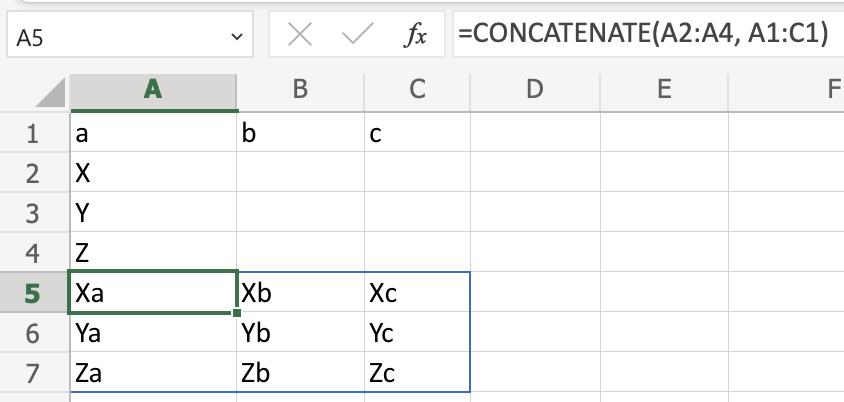 A5 fx =CONCATENATE(A2:A4, A1:C1)
A B C D E F
1 a b c
2 X
3 Y
4 Z
5 Xa Xb Xc
6 Ya Yb Yc
7 Za Zb Zc